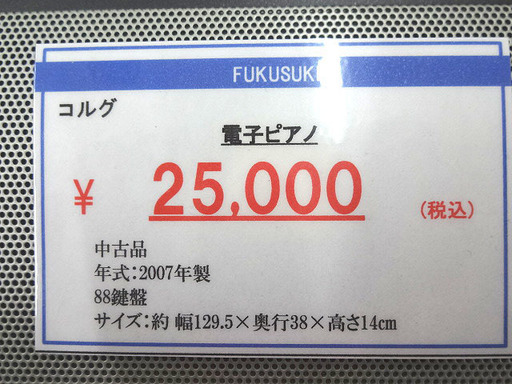 FUKUSUKE
コルグ
電子ピアノ
¥ 25,000 (税込)
中古品
年式:2007年製
88鍵盤
サイズ:約 幅129.5×奥行38×高さ14cm